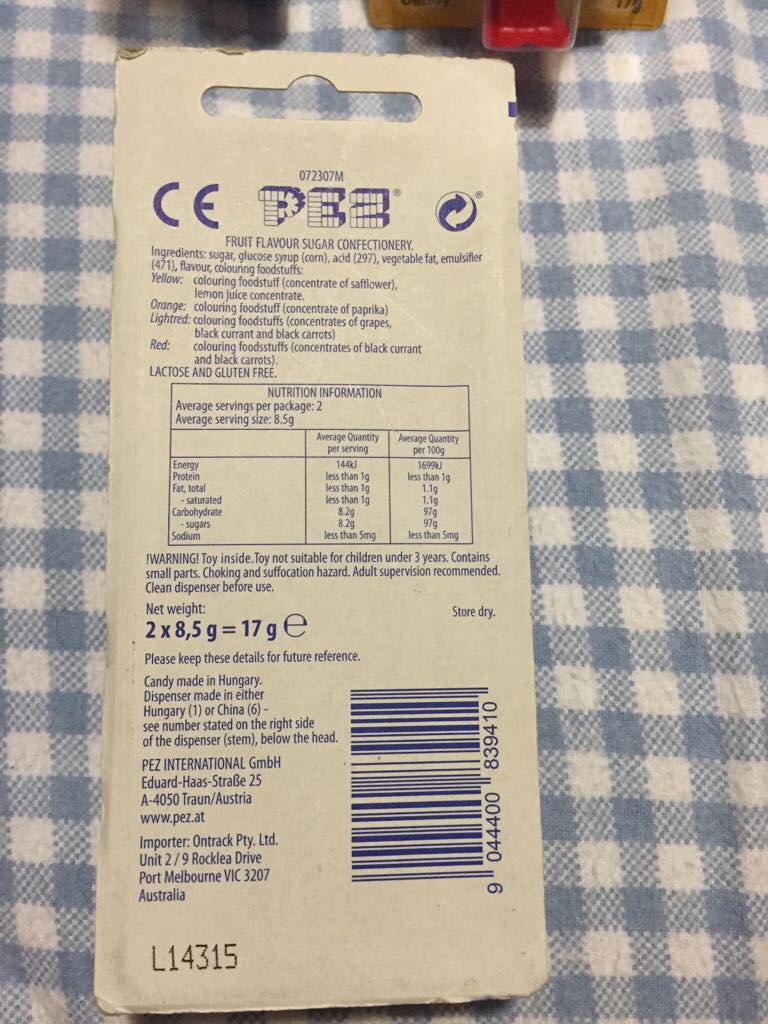 Candy
17g
072307M
CE PEZ® ®
FRUIT FLAVOUR SUGAR CONFECTIONERY.
Ingredients: sugar, glucose syrup (corn), acid (297), vegetable fat, emulsifier
(471), flavour, colouring foodstuffs:
Yellow: colouring foodstuff (concentrate of safflower),
lemon juice concentrate.
Orange: colouring foodstuff (concentrate of paprika)
Lightred: colouring foodstuffs (concentrates of grapes,
black currant and black carrots)
Red: colouring foodsstuffs (concentrates of black currant
and black carrots).
LACTOSE AND GLUTEN FREE.
NUTRITION INFORMATION
Average servings per package: 2
Average serving size: 8.5g
Average Quantity per serving Average Quantity per 100g
Energy 144kJ 1699kJ
Protein less than 1g less than 1g
Fat, total less than 1g 1.1g
- saturated less than 1g 1.1g
Carbohydrate 8.2g 97g
- sugars 8.2g 97g
Sodium less than 5mg less than 5mg
!WARNING! Toy inside. Toy not suitable for children under 3 years. Contains
small parts. Choking and suffocation hazard. Adult supervision recommended.
Clean dispenser before use.
Net weight: Store dry.
2 x 8,5 g = 17 g e
Please keep these details for future reference.
Candy made in Hungary.
Dispenser made in either
Hungary (1) or China (6) -
see number stated on the right side
of the dispenser (stem), below the head.
PEZ INTERNATIONAL GmbH
Eduard-Haas-Straße 25
A-4050 Traun/Austria
www.pez.at
Importer: Ontrack Pty. Ltd.
Unit 2 / 9 Rocklea Drive
Port Melbourne VIC 3207
Australia
9 044400 839410
L14315